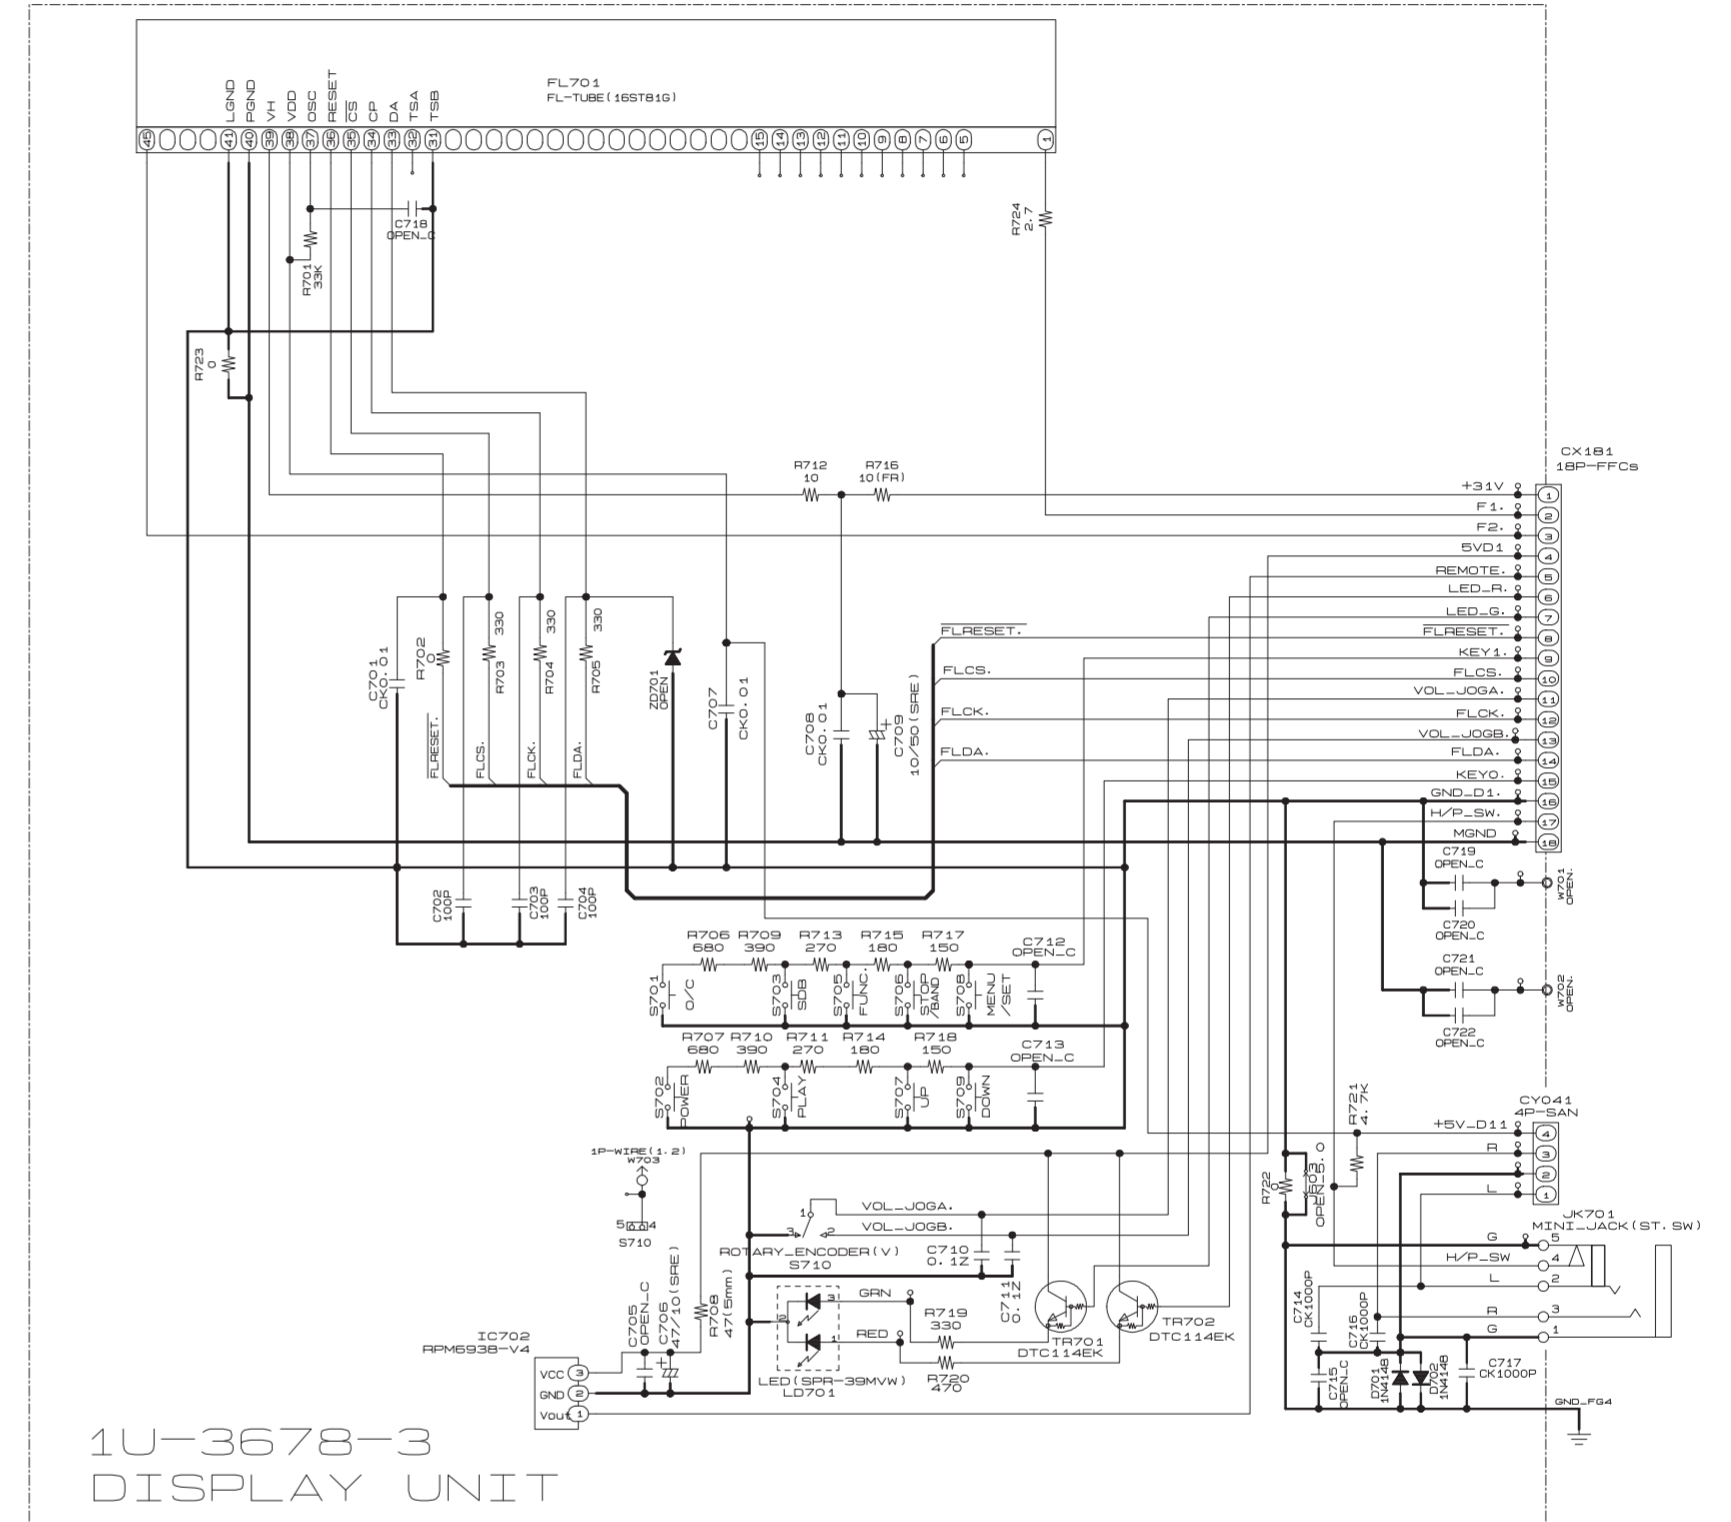 FL701
FL-TUBE(16ST81G)
LGND
PGND
VH
VDD
OSC
RESET
CS
CP
DA
TSA
TSB
45
41
40
39
38
37
36
35
34
33
32
31
15
14
13
12
11
10
9
8
7
6
5
1
C718
OPEN_C
R701
33K
R723
0
R724
2.7
R712
10
R716
10(FR)
CX181
18P-FFCs
+31V
1
F1.
2
F2.
3
5VD1
4
REMOTE.
5
LED_R.
6
LED_G.
7
FLRESET.
FLRESET.
8
KEY1.
9
FLCS.
FLCS.
10
VOL_JOGA.
11
FLCK.
FLCK.
12
VOL_JOGB.
13
FLDA.
FLDA.
14
KEY0.
15
GND_D1.
16
H/P_SW.
17
MGND
18
C701
CK0.01
R702
0
330
R703
330
R704
330
R705
ZD701
OPEN
C707
CK0.01
C708
CK0.01
C709
10/50(SRE)
+
FLRESET.
FLCS.
FLCK.
FLDA.
C702
100P
C703
100P
C704
100P
C719
OPEN_C
C720
OPEN_C
W701
OPEN.
C721
OPEN_C
C722
OPEN_C
W702
OPEN.
R706
680
R709
390
R713
270
R715
180
R717
150
C712
OPEN_C
S701
O/C
S703
SDB
S705
FUNC.
S706
STOP
/BAND
S708
MENU
/SET
R707
680
R710
390
R711
270
R714
180
R718
150
C713
OPEN_C
S702
POWER
S704
PLAY
S707
UP
S709
DOWN
R721
4.7K
CY041
4P-SAN
+5V_D11
4
R
3
2
L
1
1P-WIRE(1.2)
W703
5
4
S710
1
3
2
VOL_JOGA.
VOL_JOGB.
ROTARY_ENCODER(V)
S710
C710
0.1Z
C711
0.1Z
R722
0
OPEN_5.0
JK701
MINI_JACK(ST.SW)
G
5
H/P_SW
4
L
2
R
3
G
1
C714
CK1000P
C716
CK1000P
C715
OPEN_C
D701
1N4148
D702
1N4148
C717
CK1000P
GND_FG4
C705
OPEN_C
C706
47/10(SRE)
+
R708
47(5mm)
GRN
3
2
RED
1
LED(SPR-39MVW)
LD701
R719
330
R720
470
TR701
DTC114EK
TR702
DTC114EK
IC702
RPM6938-V4
VCC
3
GND
2
Vout
1
1U-3678-3
DISPLAY UNIT